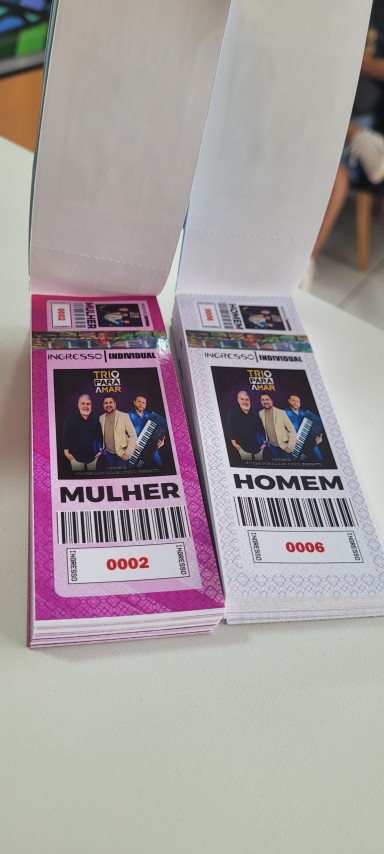 0002
MULHER
INGRESSO INDIVIDUAL
TRIO
PARA
AMAR
MULHER
INGRESSO
0002
INGRESSO
0006
HOMEM
INGRESSO INDIVIDUAL
TRIO
PARA
AMAR
HOMEM
INGRESSO
0006
INGRESSO